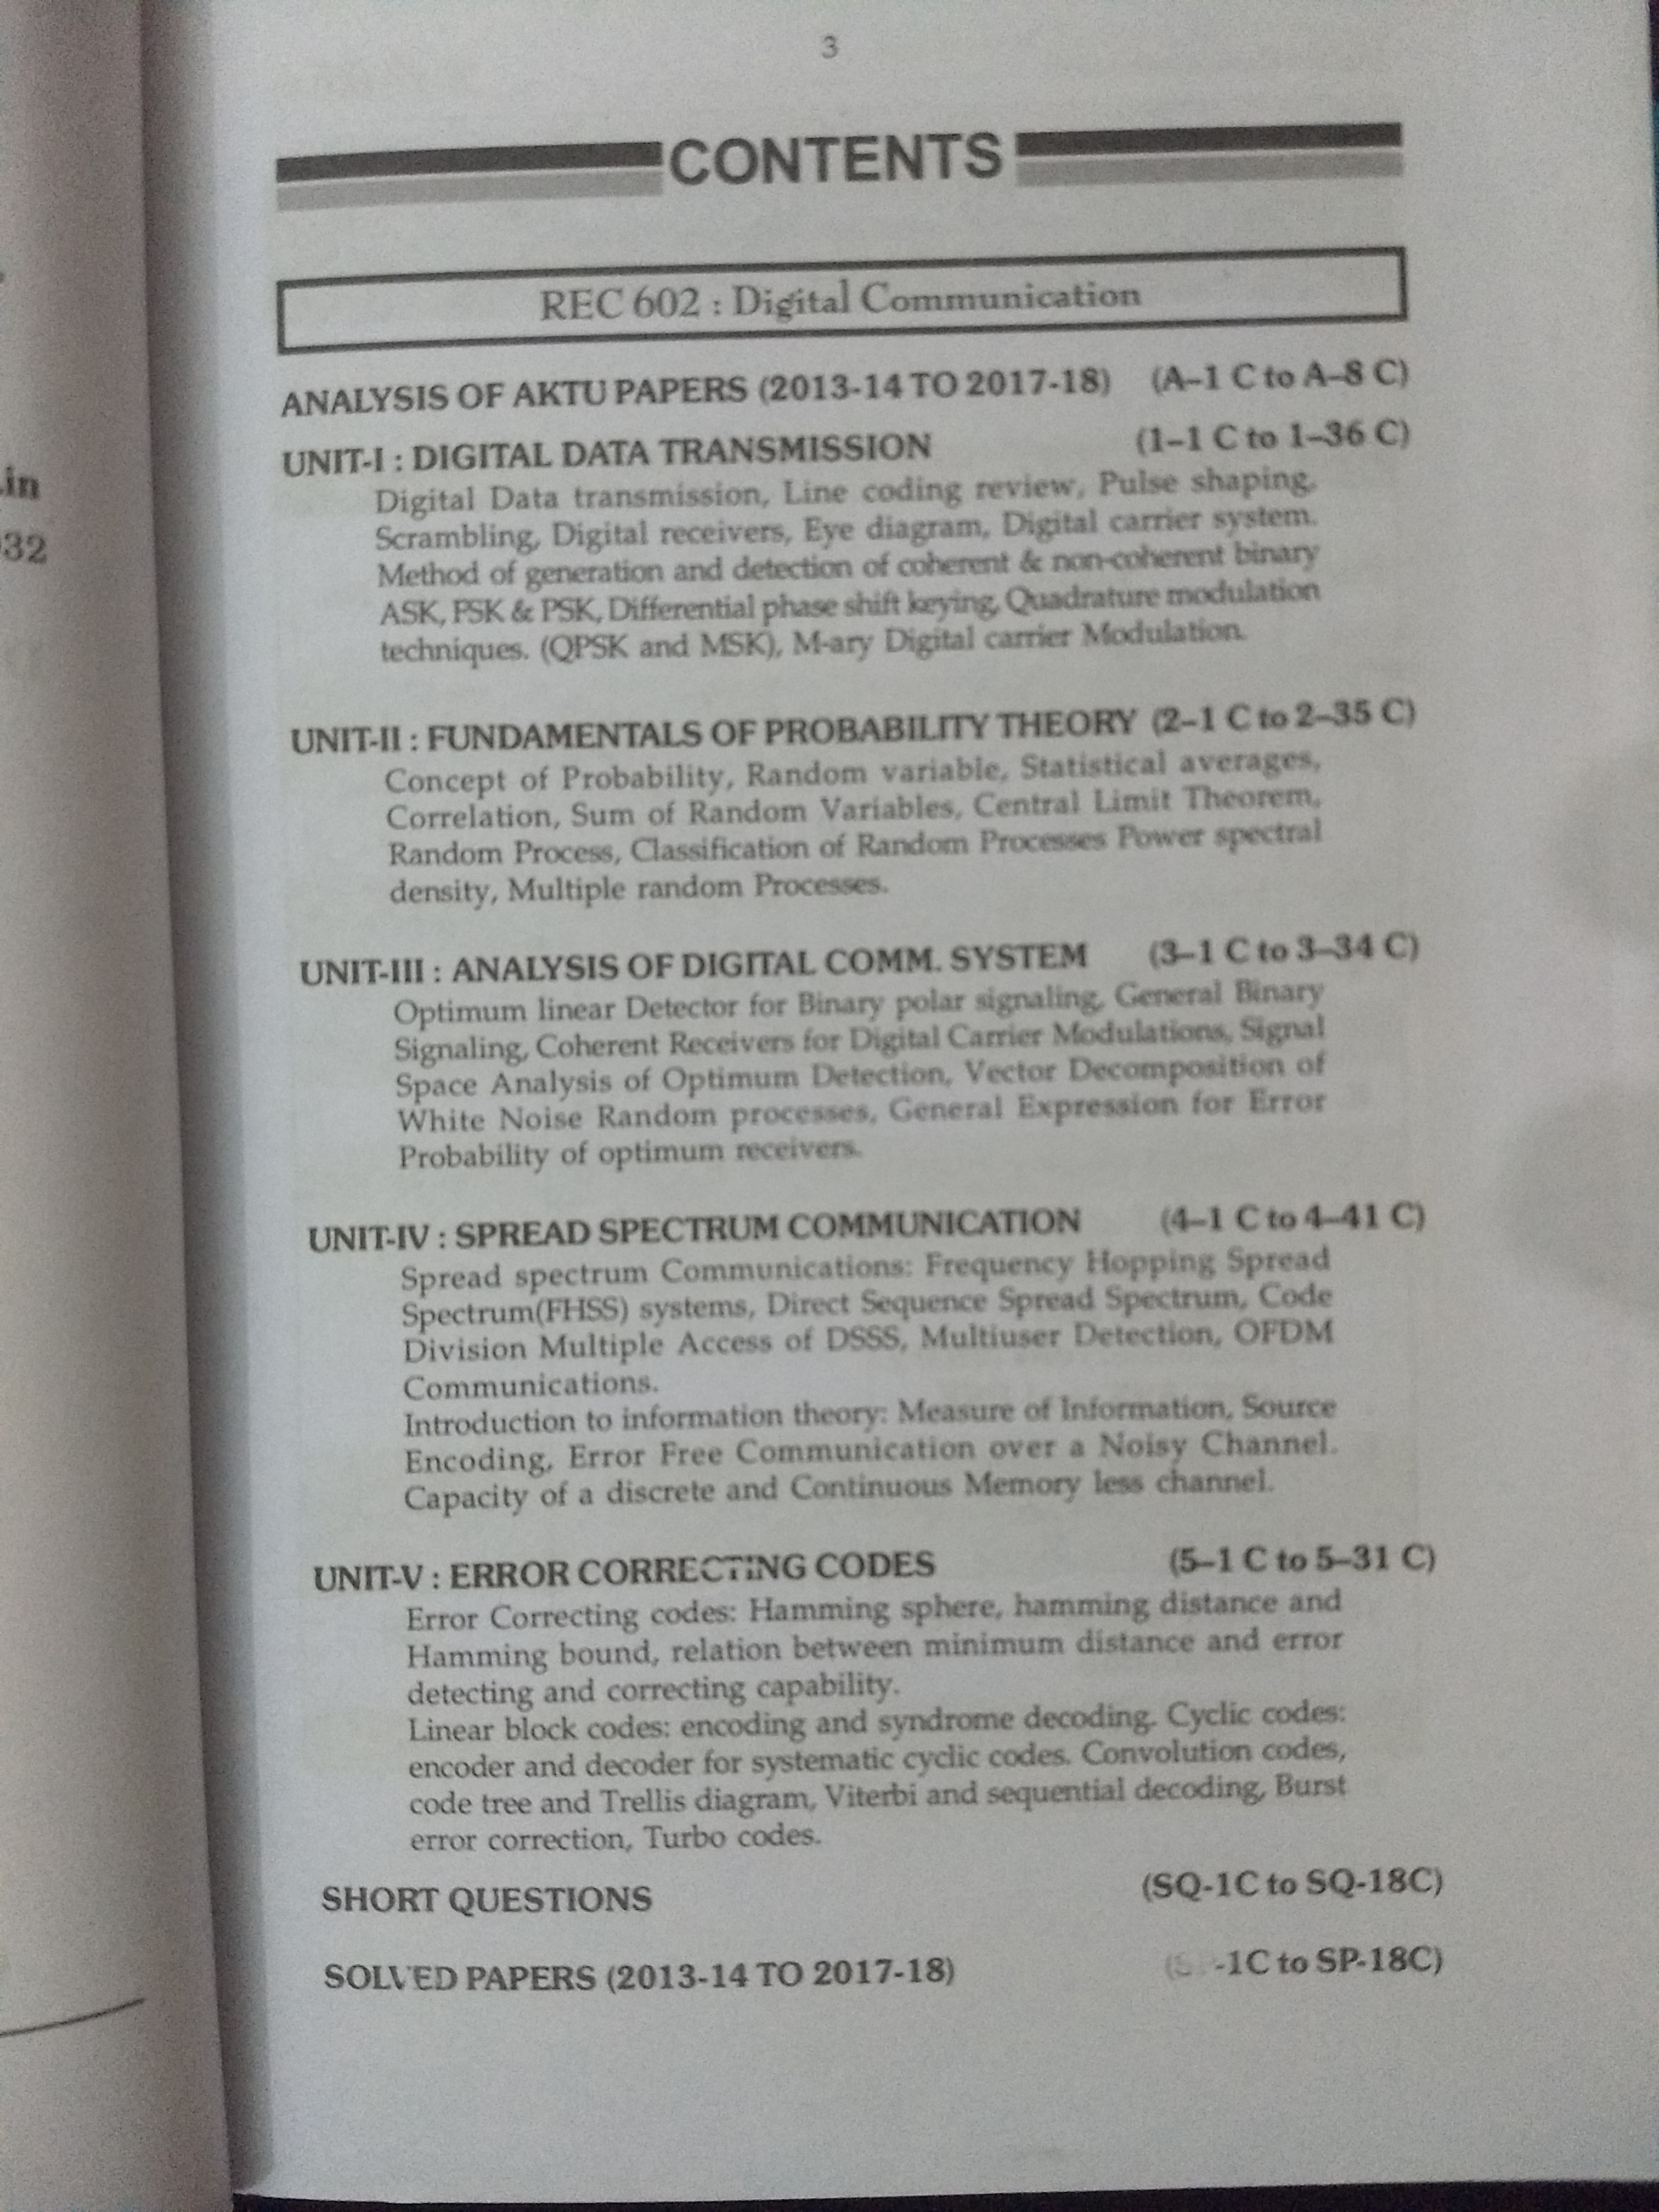 3
CONTENTS
REC 602 : Digital Communication
ANALYSIS OF AKTU PAPERS (2013-14 TO 2017-18) (A–1 C to A–8 C)
UNIT-I : DIGITAL DATA TRANSMISSION (1–1 C to 1–36 C)
Digital Data transmission, Line coding review, Pulse shaping,
Scrambling, Digital receivers, Eye diagram, Digital carrier system.
Method of generation and detection of coherent & non-coherent binary
ASK, FSK & PSK, Differential phase shift keying, Quadrature modulation
techniques. (QPSK and MSK), M-ary Digital carrier Modulation.
UNIT-II : FUNDAMENTALS OF PROBABILITY THEORY (2–1 C to 2–35 C)
Concept of Probability, Random variable, Statistical averages,
Correlation, Sum of Random Variables, Central Limit Theorem,
Random Process, Classification of Random Processes Power spectral
density, Multiple random Processes.
UNIT-III : ANALYSIS OF DIGITAL COMM. SYSTEM (3–1 C to 3–34 C)
Optimum linear Detector for Binary polar signaling, General Binary
Signaling, Coherent Receivers for Digital Carrier Modulations, Signal
Space Analysis of Optimum Detection, Vector Decomposition of
White Noise Random processes, General Expression for Error
Probability of optimum receivers.
UNIT-IV : SPREAD SPECTRUM COMMUNICATION (4–1 C to 4–41 C)
Spread spectrum Communications: Frequency Hopping Spread
Spectrum(FHSS) systems, Direct Sequence Spread Spectrum, Code
Division Multiple Access of DSSS, Multiuser Detection, OFDM
Communications.
Introduction to information theory: Measure of Information, Source
Encoding, Error Free Communication over a Noisy Channel.
Capacity of a discrete and Continuous Memory less channel.
UNIT-V : ERROR CORRECTING CODES (5–1 C to 5–31 C)
Error Correcting codes: Hamming sphere, hamming distance and
Hamming bound, relation between minimum distance and error
detecting and correcting capability.
Linear block codes: encoding and syndrome decoding. Cyclic codes:
encoder and decoder for systematic cyclic codes. Convolution codes,
code tree and Trellis diagram, Viterbi and sequential decoding, Burst
error correction, Turbo codes.
SHORT QUESTIONS (SQ-1C to SQ-18C)
SOLVED PAPERS (2013-14 TO 2017-18) (SP-1C to SP-18C)
.in
32